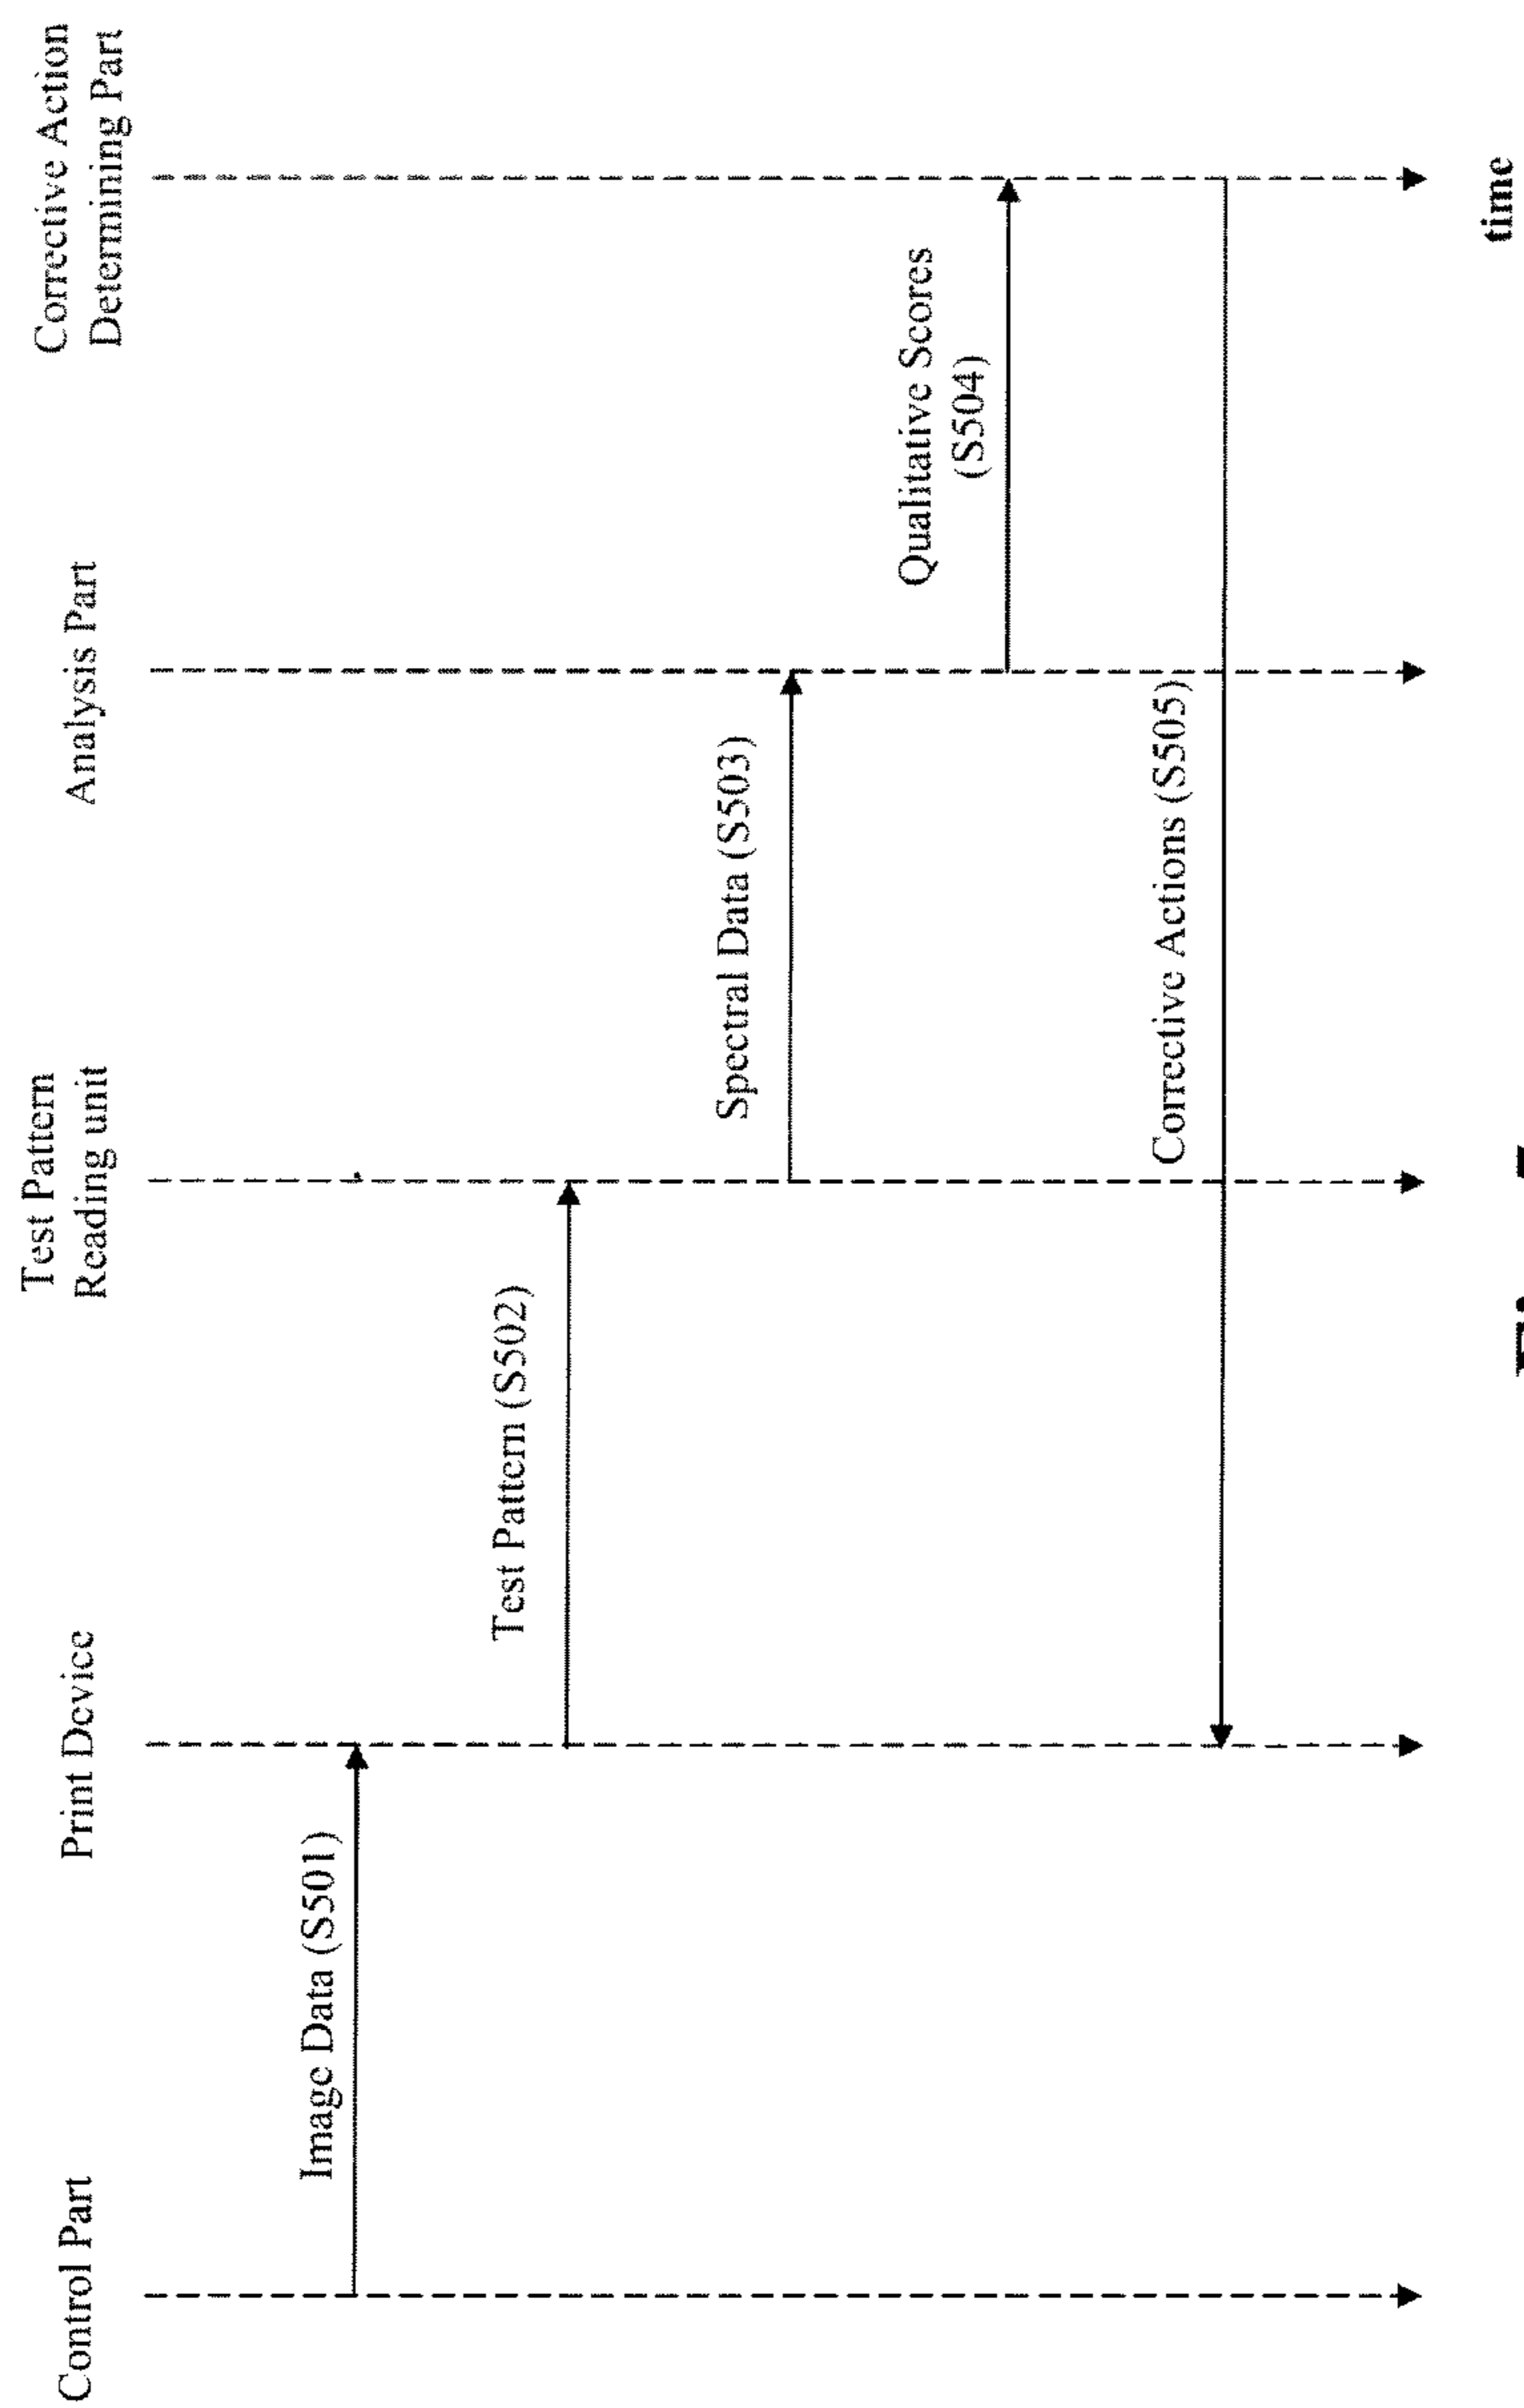 Control Part
Print Device
Test Pattern
Reading unit
Analysis Part
Corrective Action
Determining Part
Image Data (S501)
Test Pattern (S502)
Spectral Data (S503)
Qualitative Scores
(S504)
Corrective Actions (S505)
time